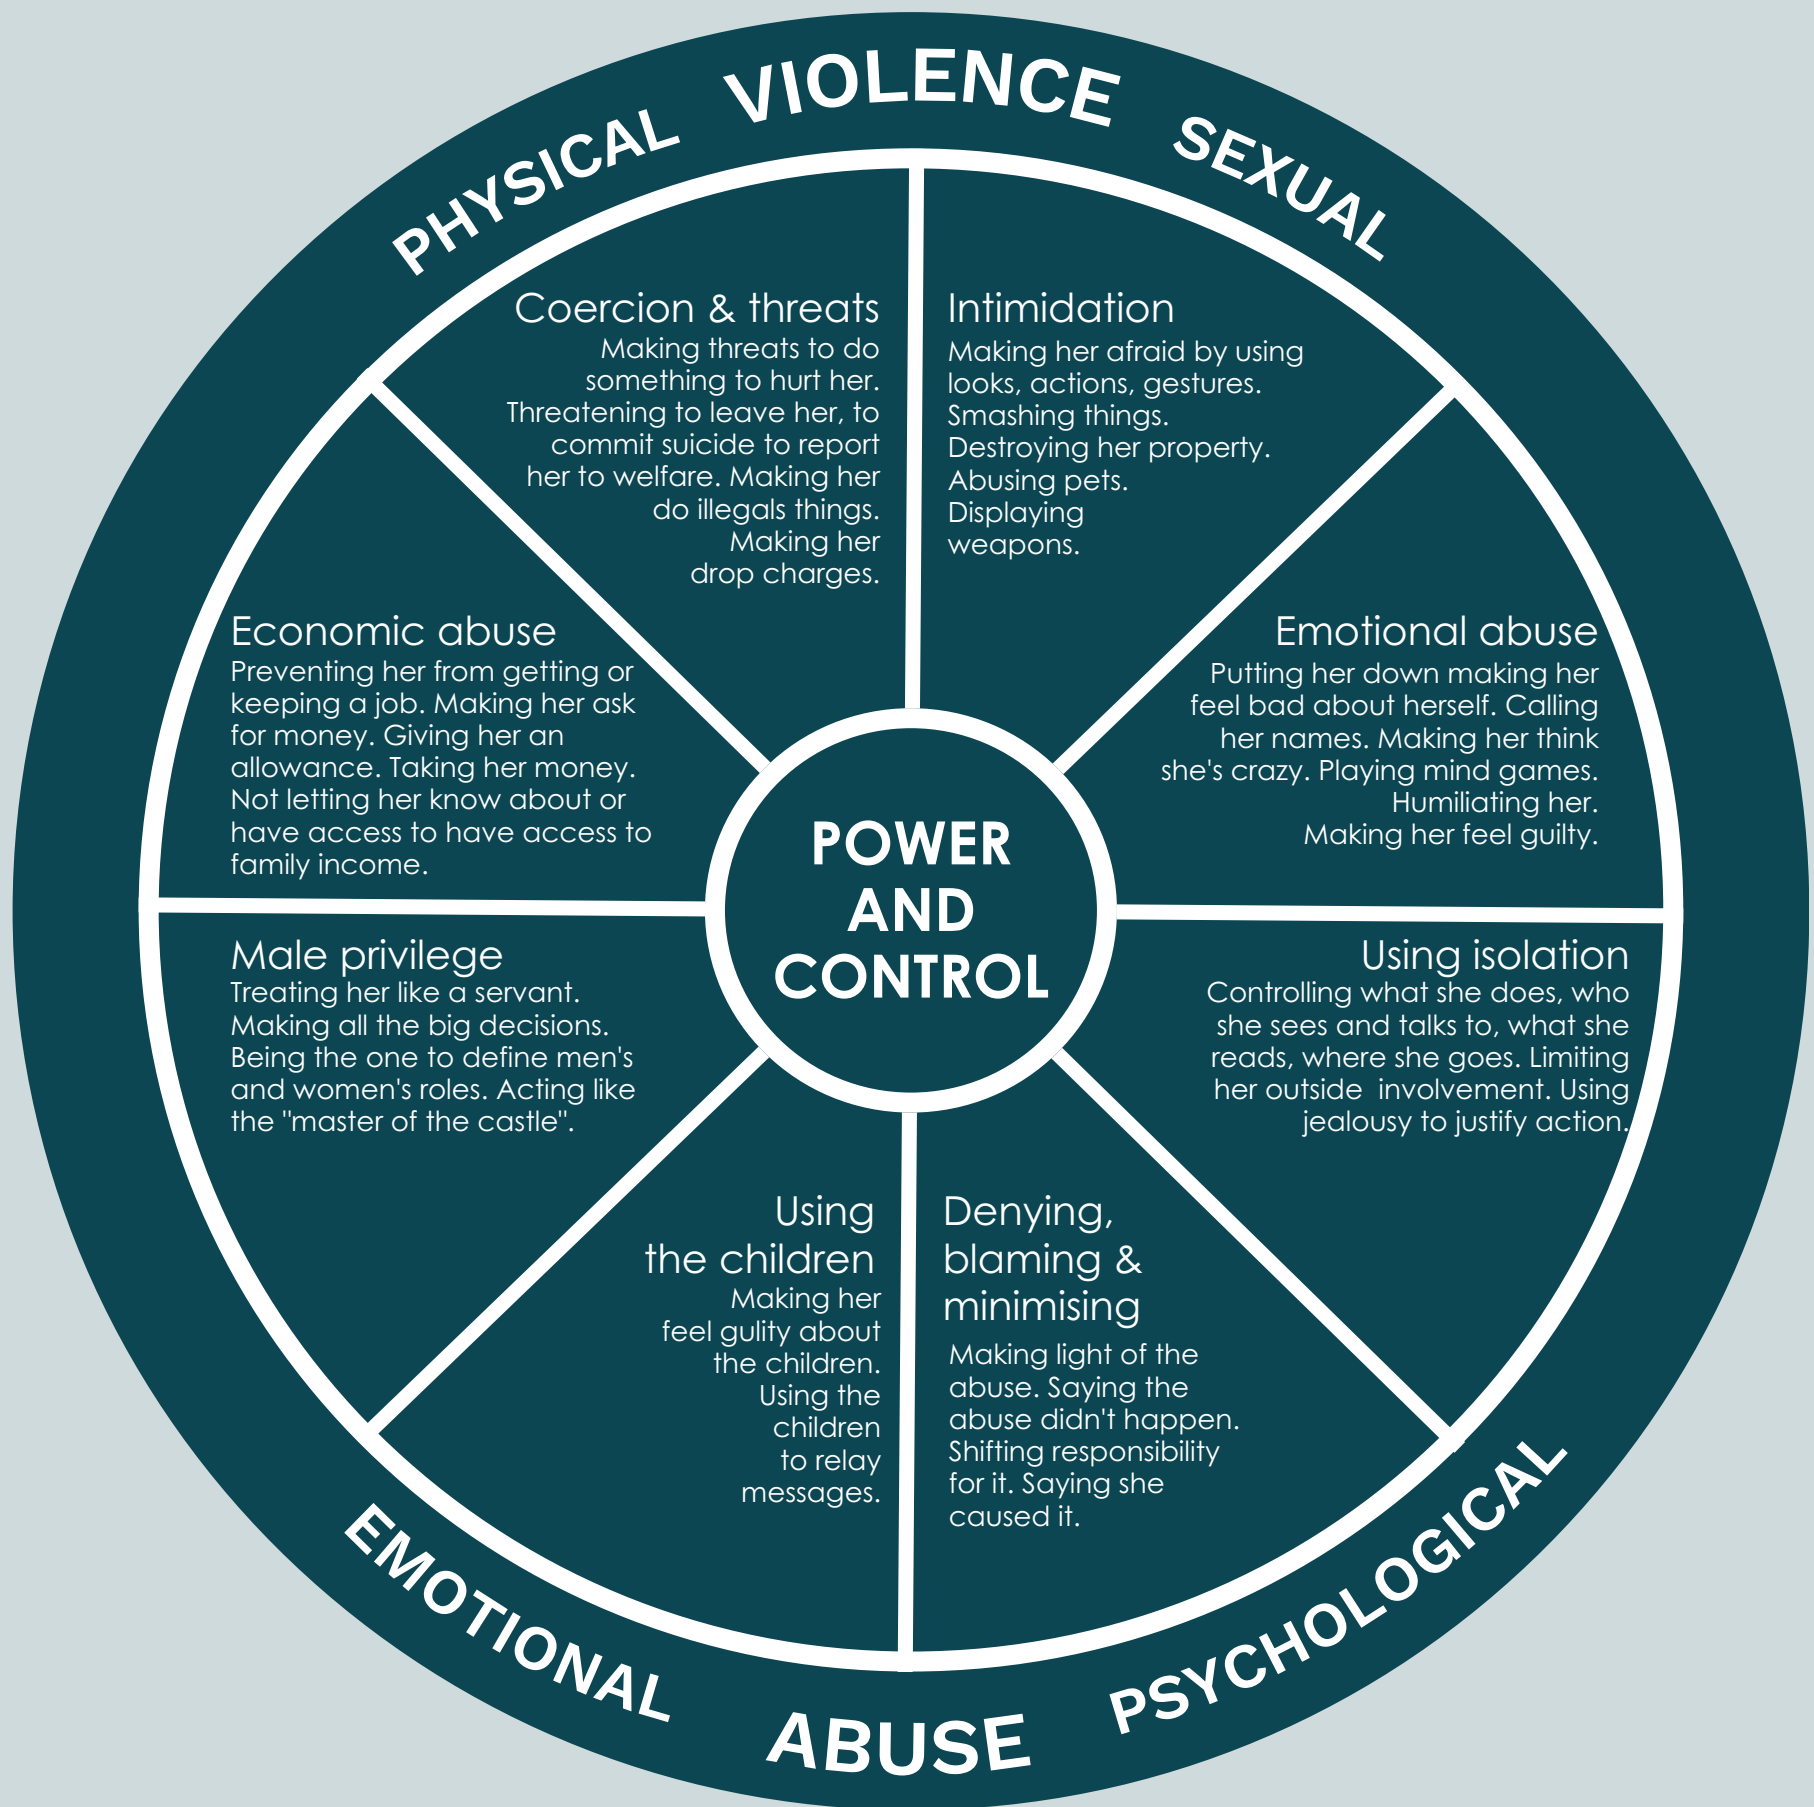 PHYSICAL VIOLENCE SEXUAL
Coercion & threats
Making threats to do
something to hurt her.
Threatening to leave her, to
commit suicide to report
her to welfare. Making her
do illegals things.
Making her
drop charges.
Intimidation
Making her afraid by using
looks, actions, gestures.
Smashing things.
Destroying her property.
Abusing pets.
Displaying
weapons.
Economic abuse
Preventing her from getting or
keeping a job. Making her ask
for money. Giving her an
allowance. Taking her money.
Not letting her know about or
have access to have access to
family income.
Emotional abuse
Putting her down making her
feel bad about herself. Calling
her names. Making her think
she's crazy. Playing mind games.
Humiliating her.
Making her feel guilty.
POWER
AND
CONTROL
Male privilege
Treating her like a servant.
Making all the big decisions.
Being the one to define men's
and women's roles. Acting like
the "master of the castle".
Using isolation
Controlling what she does, who
she sees and talks to, what she
reads, where she goes. Limiting
her outside  involvement. Using
jealousy to justify action.
Using
the children
Making her
feel gulity about
the children.
Using the
children
to relay
messages.
Denying,
blaming &
minimising
Making light of the
abuse. Saying the
abuse didn't happen.
Shifting responsibility
for it. Saying she
caused it.
EMOTIONAL ABUSE PSYCHOLOGICAL